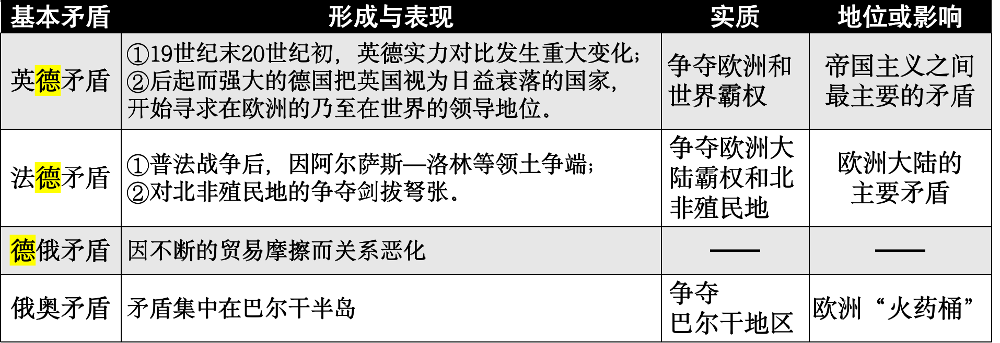 基本矛盾 形成与表现 实质 地位或影响
英德矛盾
①19世纪末20世纪初，英德实力对比发生重大变化；
②后起而强大的德国把英国视为日益衰落的国家，
开始寻求在欧洲的乃至在世界的领导地位。
争夺欧洲和
世界霸权
帝国主义之间
最主要的矛盾
法德矛盾
①普法战争后，因阿尔萨斯—洛林等领土争端；
②对北非殖民地的争夺剑拔弩张。
争夺欧洲大
陆霸权和北
非殖民地
欧洲大陆的
主要矛盾
德俄矛盾
因不断的贸易摩擦而关系恶化
——
——
俄奥矛盾
矛盾集中在巴尔干半岛
争夺
巴尔干地区
欧洲“火药桶”